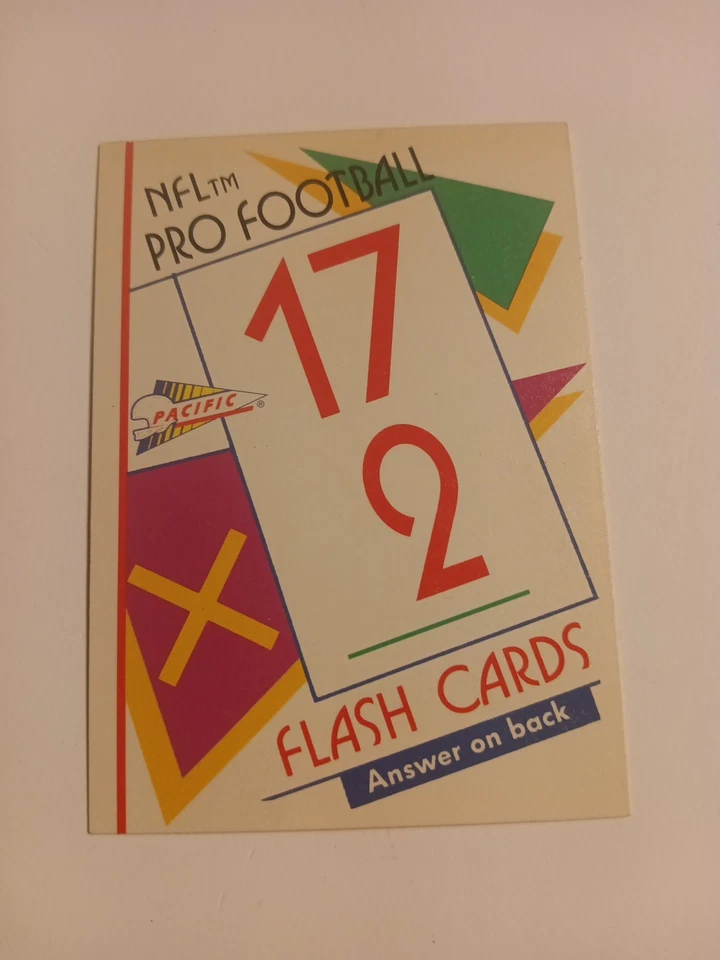 NFL™
PRO FOOTBALL
17
PACIFIC ®
× 2
FLASH CARDS
Answer on back